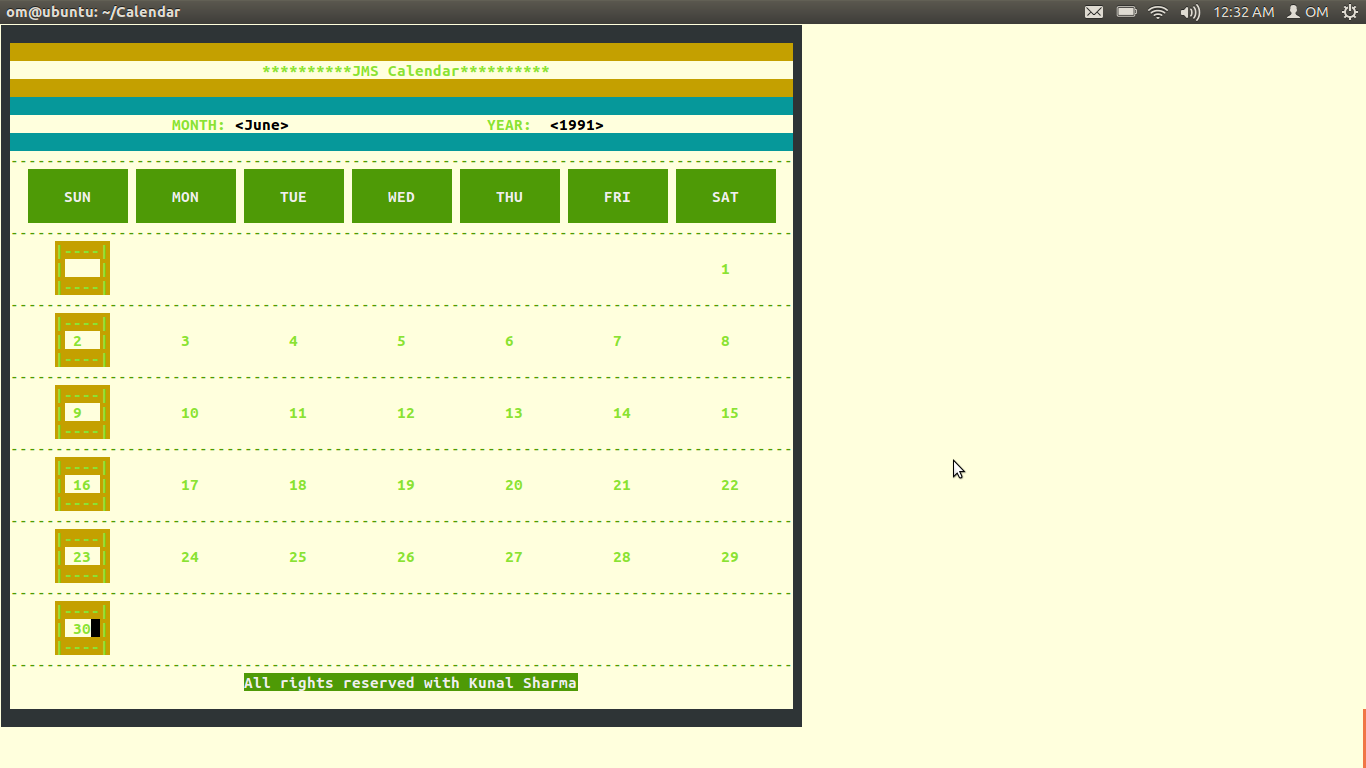 om@ubuntu: ~/Calendar 12:32 AM OM
**********JMS Calendar**********
MONTH: <June> YEAR: <1991>
---------------------------------------------------------------------------------------
SUN MON TUE WED THU FRI SAT
---------------------------------------------------------------------------------------
|----|
| | 1
|----|
---------------------------------------------------------------------------------------
|----|
| 2 | 3 4 5 6 7 8
|----|
---------------------------------------------------------------------------------------
|----|
| 9 | 10 11 12 13 14 15
|----|
---------------------------------------------------------------------------------------
|----|
| 16 | 17 18 19 20 21 22
|----|
---------------------------------------------------------------------------------------
|----|
| 23 | 24 25 26 27 28 29
|----|
---------------------------------------------------------------------------------------
|----|
| 30 |
|----|
---------------------------------------------------------------------------------------
All rights reserved with Kunal Sharma